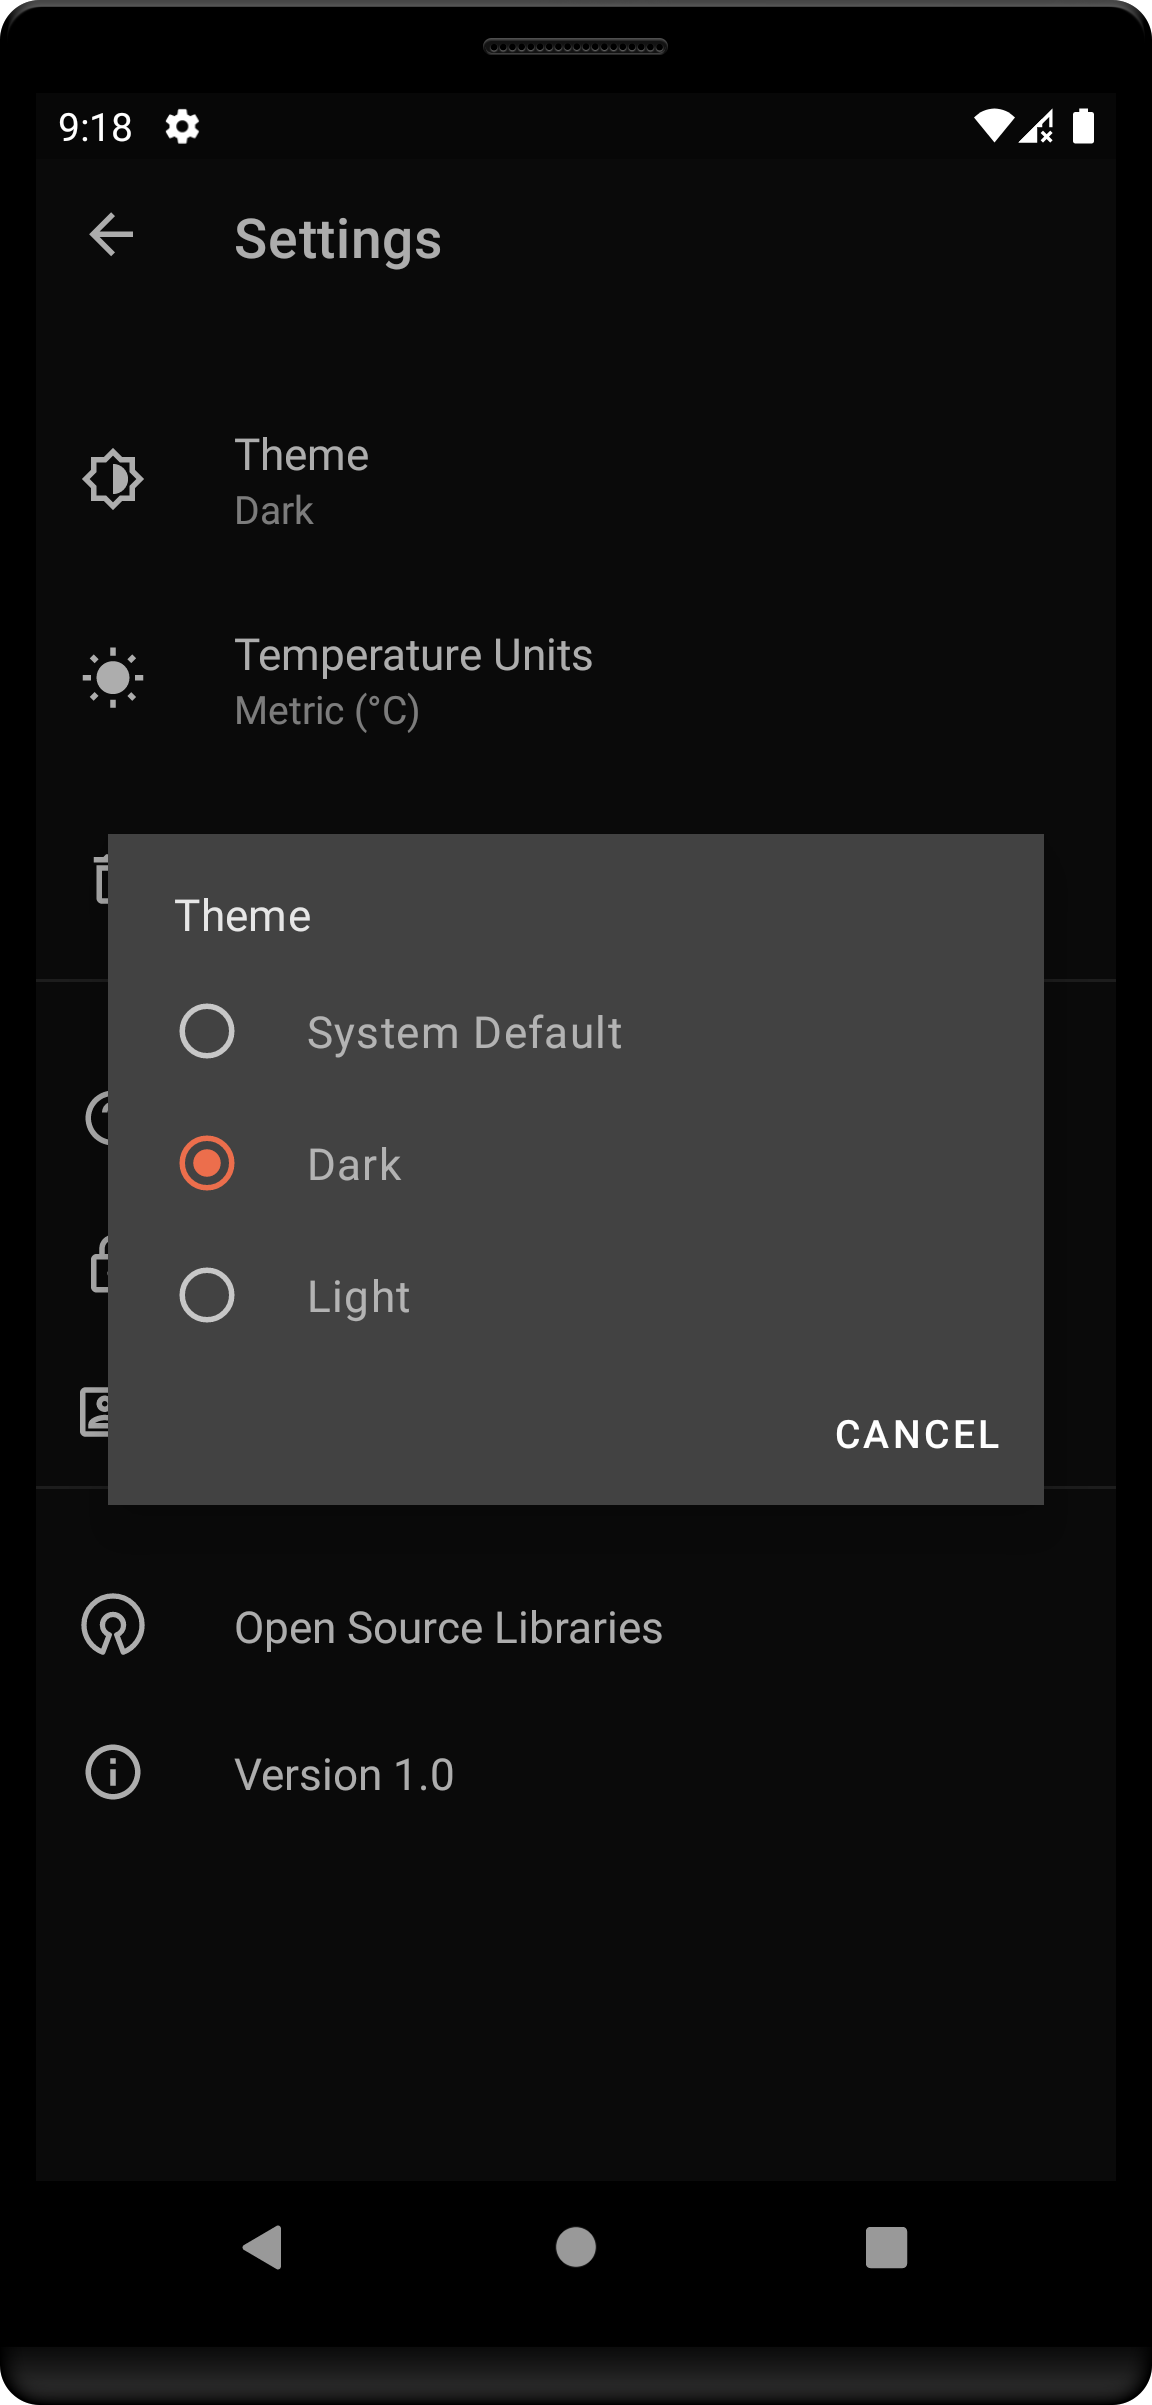 9:18
Settings
Theme
Dark
Temperature Units
Metric (°C)
Theme
System Default
Dark
Light
CANCEL
Open Source Libraries
Version 1.0